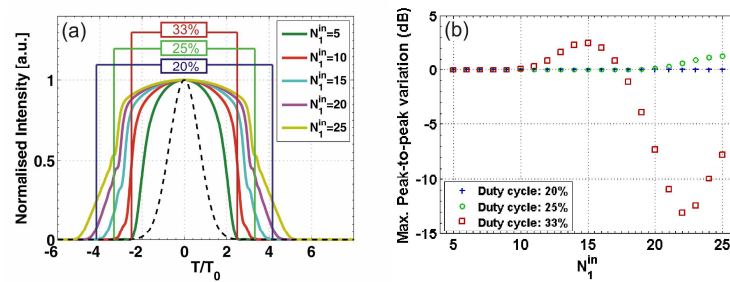 (a)
Normalised Intensity [a.u.]
1
0.5
0
33%
25%
20%
N₁ⁱⁿ=5
N₁ⁱⁿ=10
N₁ⁱⁿ=15
N₁ⁱⁿ=20
N₁ⁱⁿ=25
-6 -4 -2 0 2 4 6
T/T₀
(b)
Max. Peak-to-peak variation (dB)
5
0
-5
-10
-15
Duty cycle: 20%
Duty cycle: 25%
Duty cycle: 33%
5 10 15 20 25
N₁ⁱⁿ